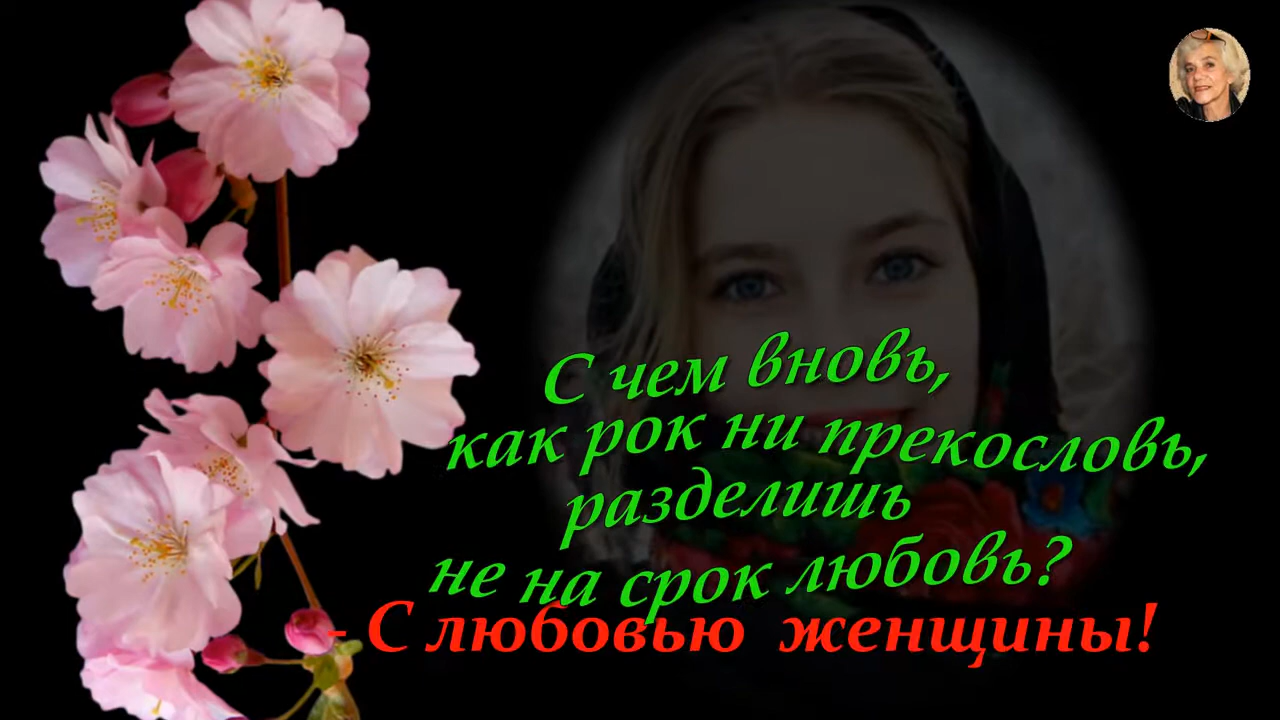 С чем вновь,
как рок ни прекословь,
разделишь
не на срок любовь?
- С любовью женщины!